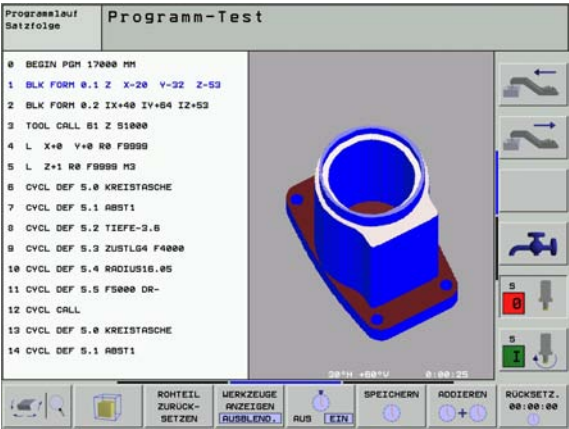 Programmlauf
Satzfolge
Programm-Test
0 BEGIN PGM 17000 MM
1 BLK FORM 0.1 Z X-20 Y-32 Z-53
2 BLK FORM 0.2 IX+40 IY+64 IZ+53
3 TOOL CALL 61 Z S1000
4 L X+0 Y+0 R0 F9999
5 L Z+1 R0 F9999 M3
6 CYCL DEF 5.0 KREISTASCHE
7 CYCL DEF 5.1 ABST1
8 CYCL DEF 5.2 TIEFE-3.6
9 CYCL DEF 5.3 ZUSTLG4 F4000
10 CYCL DEF 5.4 RADIUS16.05
11 CYCL DEF 5.5 F5000 DR-
12 CYCL CALL
13 CYCL DEF 5.0 KREISTASCHE
14 CYCL DEF 5.1 ABST1
S
0
S
I
0:00:25
ROHTEIL
ZURÜCK-
SETZEN
WERKZEUGE
ANZEIGEN
AUSBLEND.
AUS EIN
SPEICHERN
ADDIEREN
+
RÜCKSETZ.
00:00:00